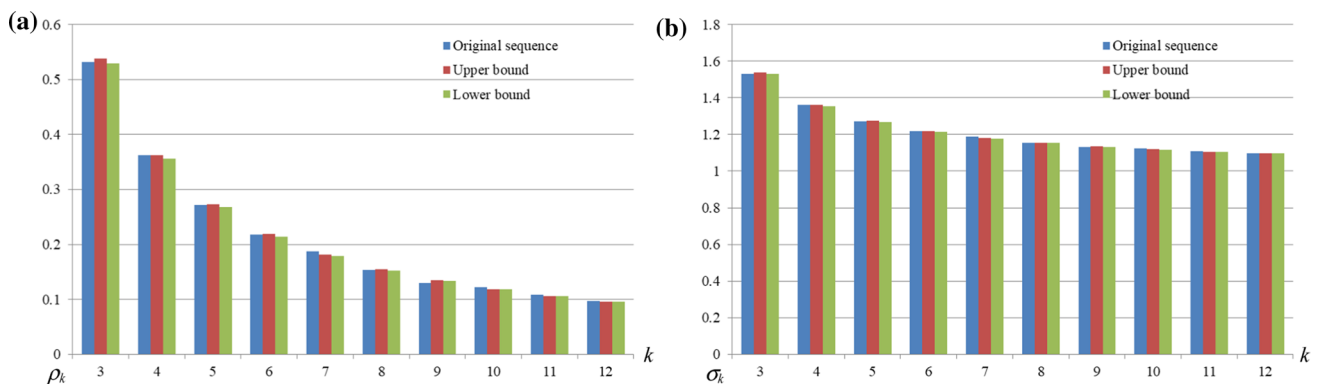 (a)
0.6
0.5
0.4
0.3
0.2
0.1
0
Original sequence
Upper bound
Lower bound
3 4 5 6 7 8 9 10 11 12
k
ρk
(b)
1.8
1.6
1.4
1.2
1
0.8
0.6
0.4
0.2
0
Original sequence
Upper bound
Lower bound
3 4 5 6 7 8 9 10 11 12
k
σk